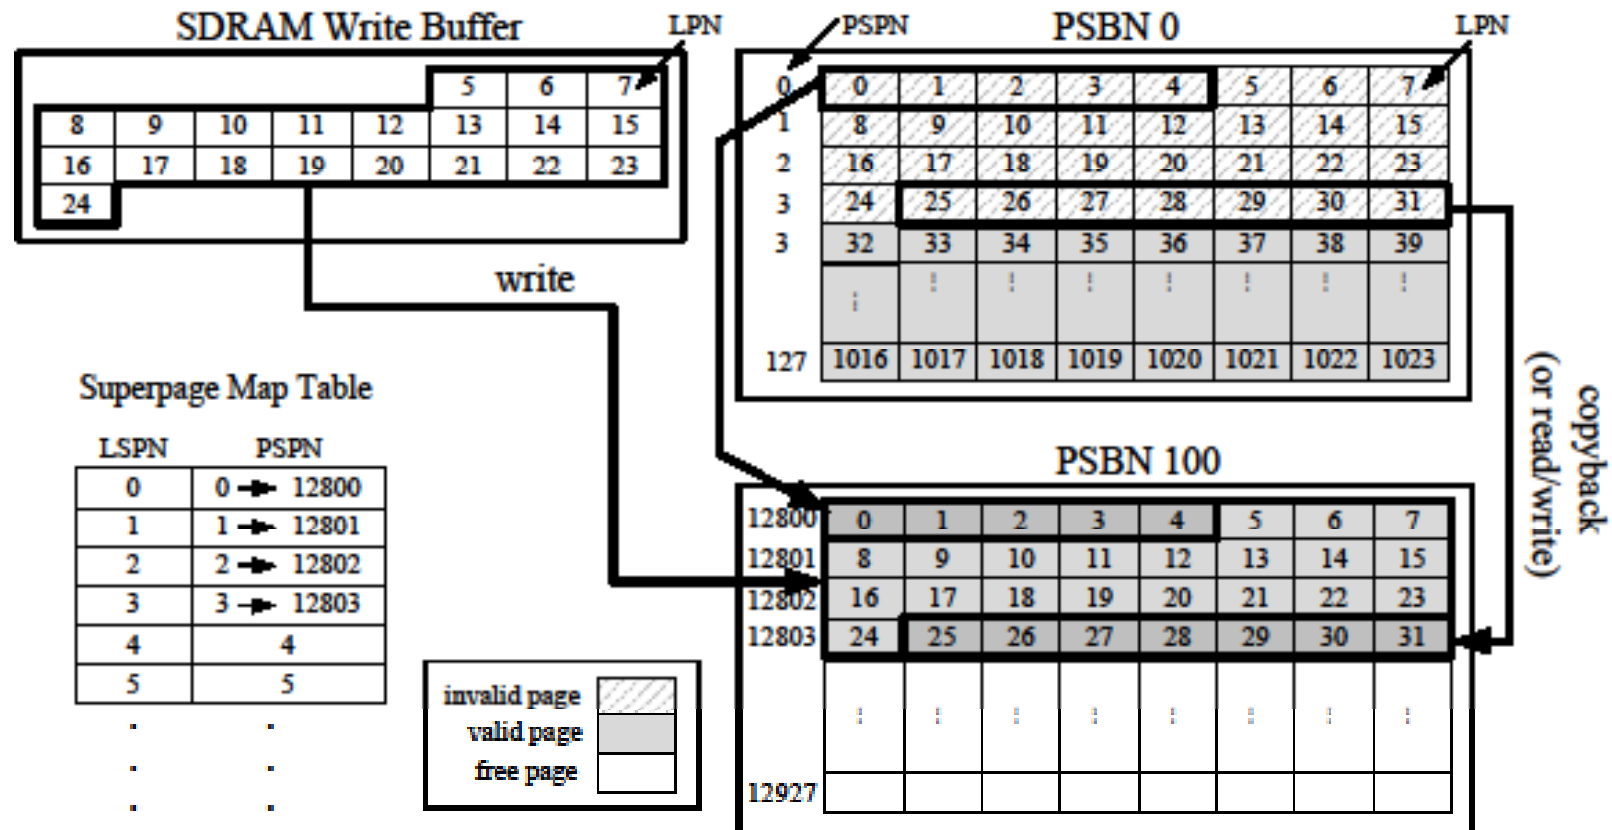 SDRAM Write Buffer
LPN
5 6 7
8 9 10 11 12 13 14 15
16 17 18 19 20 21 22 23
24
write
PSPN
PSBN 0
LPN
0 0 1 2 3 4 5 6 7
1 8 9 10 11 12 13 14 15
2 16 17 18 19 20 21 22 23
3 24 25 26 27 28 29 30 31
3 32 33 34 35 36 37 38 39
127 1016 1017 1018 1019 1020 1021 1022 1023
copyback
(or read/write)
Superpage Map Table
LSPN PSPN
0 0 12800
1 1 12801
2 2 12802
3 3 12803
4 4
5 5
invalid page
valid page
free page
PSBN 100
12800 0 1 2 3 4 5 6 7
12801 8 9 10 11 12 13 14 15
12802 16 17 18 19 20 21 22 23
12803 24 25 26 27 28 29 30 31
12927